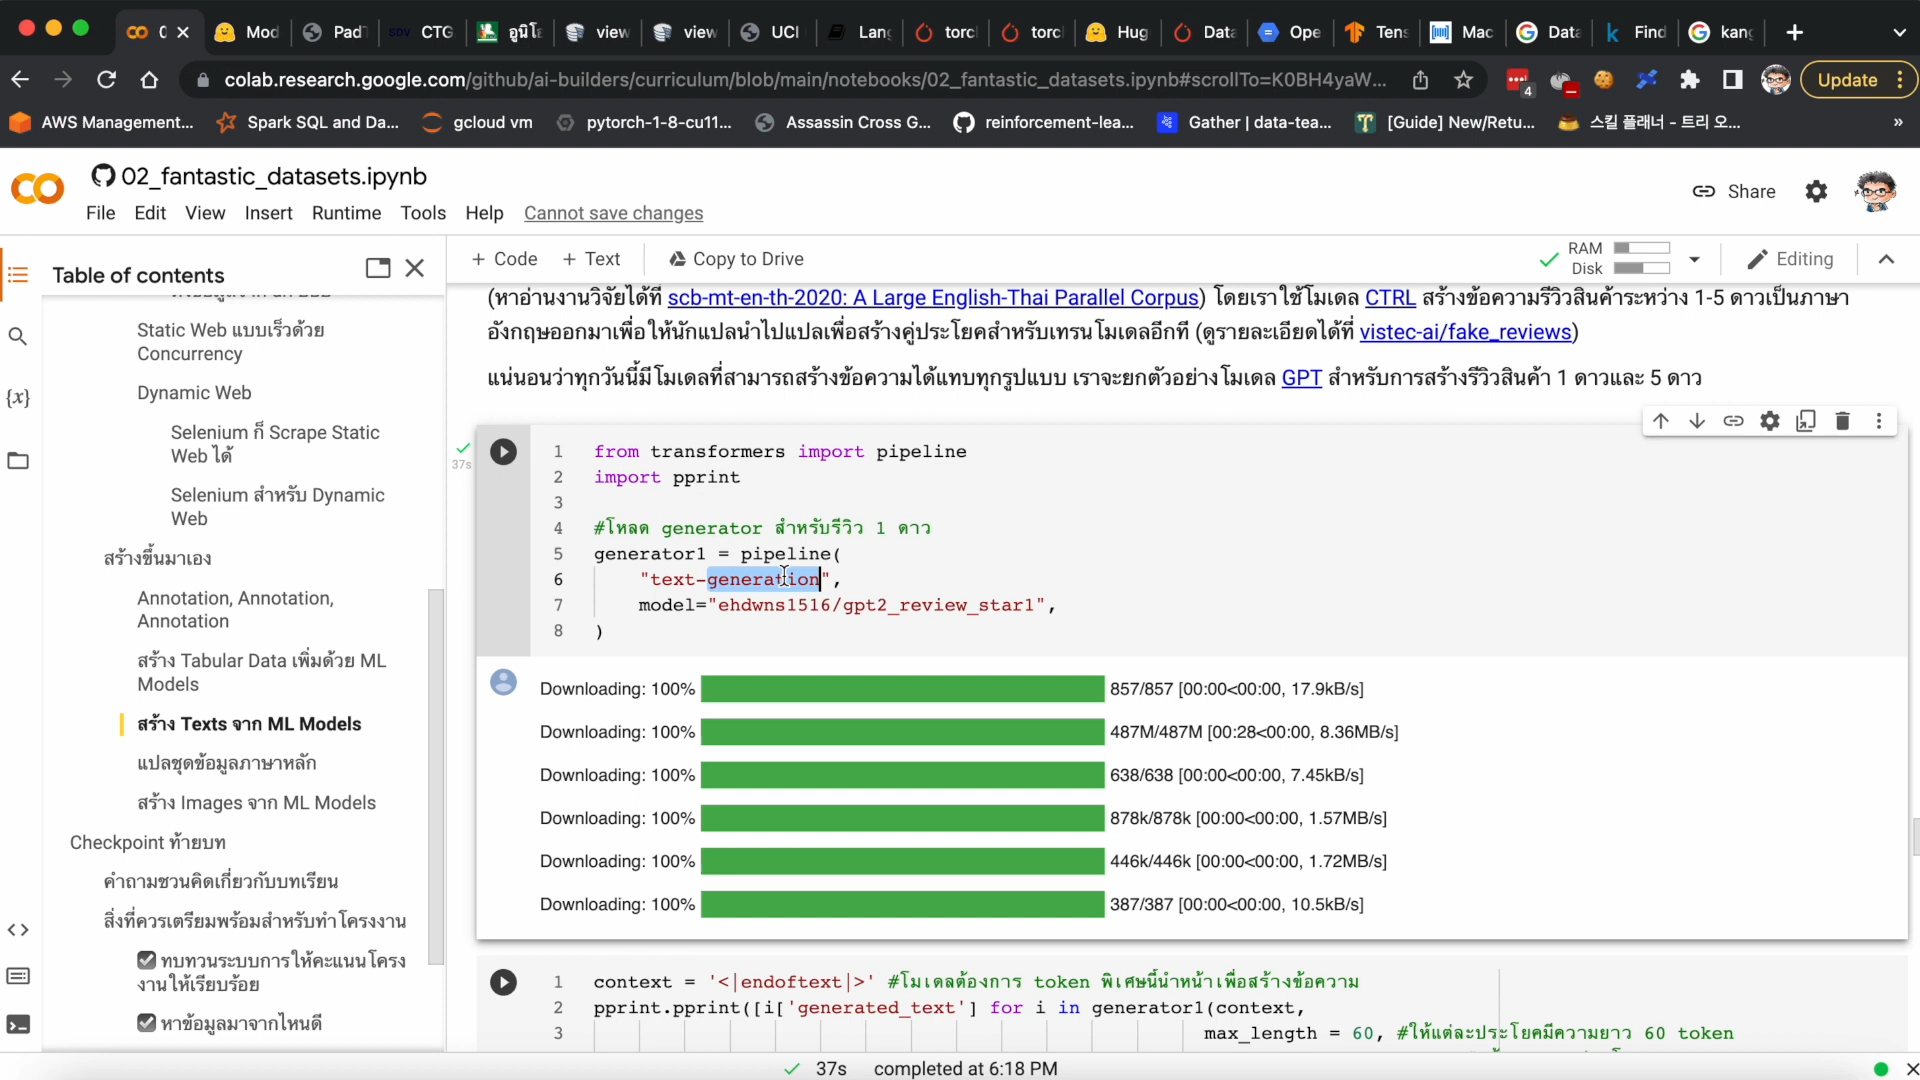 Mod
Pad
CTG
view
view
UCI
Lang
torc
torc
Hug
Data
Ope
Tens
Mac
Data
Find
kang
colab.research.google.com/github/ai-builders/curriculum/blob/main/notebooks/02_fantastic_datasets.ipynb#scrollTo=K0BH4yaW...
4
Update
AWS Management...
Spark SQL and Da...
gcloud vm
pytorch-1-8-cu11...
Assassin Cross G...
reinforcement-lea...
Gather | data-tea...
[Guide] New/Retu...
스킬 플래너 - 트리 오...
»
02_fantastic_datasets.ipynb
File Edit View Insert Runtime Tools Help Cannot save changes
Share
Table of contents
Static Web แบบเร็วด้วย
Concurrency
Dynamic Web
Selenium ก็ Scrape Static
Web ได้
Selenium สำหรับ Dynamic
Web
สร้างขึ้นมาเอง
Annotation, Annotation,
Annotation
สร้าง Tabular Data เพิ่มด้วย ML
Models
สร้าง Texts จาก ML Models
แปลชุดข้อมูลภาษาหลัก
สร้าง Images จาก ML Models
Checkpoint ท้ายบท
คำถามชวนคิดเกี่ยวกับบทเรียน
สิ่งที่ควรเตรียมพร้อมสำหรับทำโครงงาน
ทบทวนระบบการให้คะแนนโครง
งานให้เรียบร้อย
หาข้อมูลมาจากไหนดี
+ Code + Text Copy to Drive
RAM
Disk
Editing
(หาอ่านงานวิจัยได้ที่ scb-mt-en-th-2020: A Large English-Thai Parallel Corpus) โดยเราใช้โมเดล CTRL สร้างข้อความรีวิวสินค้าระหว่าง 1-5 ดาวเป็นภาษา
อังกฤษออกมาเพื่อให้นักแปลนำไปแปลเพื่อสร้างคู่ประโยคสำหรับเทรนโมเดลอีกที (ดูรายละเอียดได้ที่ vistec-ai/fake_reviews)
แน่นอนว่าทุกวันนี้มีโมเดลที่สามารถสร้างข้อความได้แทบทุกรูปแบบ เราจะยกตัวอย่างโมเดล GPT สำหรับการสร้างรีวิวสินค้า 1 ดาวและ 5 ดาว
37s
1 from transformers import pipeline
2 import pprint
3
4 #โหลด generator สำหรับรีวิว 1 ดาว
5 generator1 = pipeline(
6 "text-generation",
7 model="ehdwns1516/gpt2_review_star1",
8 )
Downloading: 100% 857/857 [00:00<00:00, 17.9kB/s]
Downloading: 100% 487M/487M [00:28<00:00, 8.36MB/s]
Downloading: 100% 638/638 [00:00<00:00, 7.45kB/s]
Downloading: 100% 878k/878k [00:00<00:00, 1.57MB/s]
Downloading: 100% 446k/446k [00:00<00:00, 1.72MB/s]
Downloading: 100% 387/387 [00:00<00:00, 10.5kB/s]
1 context = '<|endoftext|>' #โมเดลต้องการ token พิเศษนี้นำหน้าเพื่อสร้างข้อความ
2 pprint.pprint([i['generated_text'] for i in generator1(context,
3 max_length = 60, #ให้แต่ละประโยคมีความยาว 60 token
37s completed at 6:18 PM